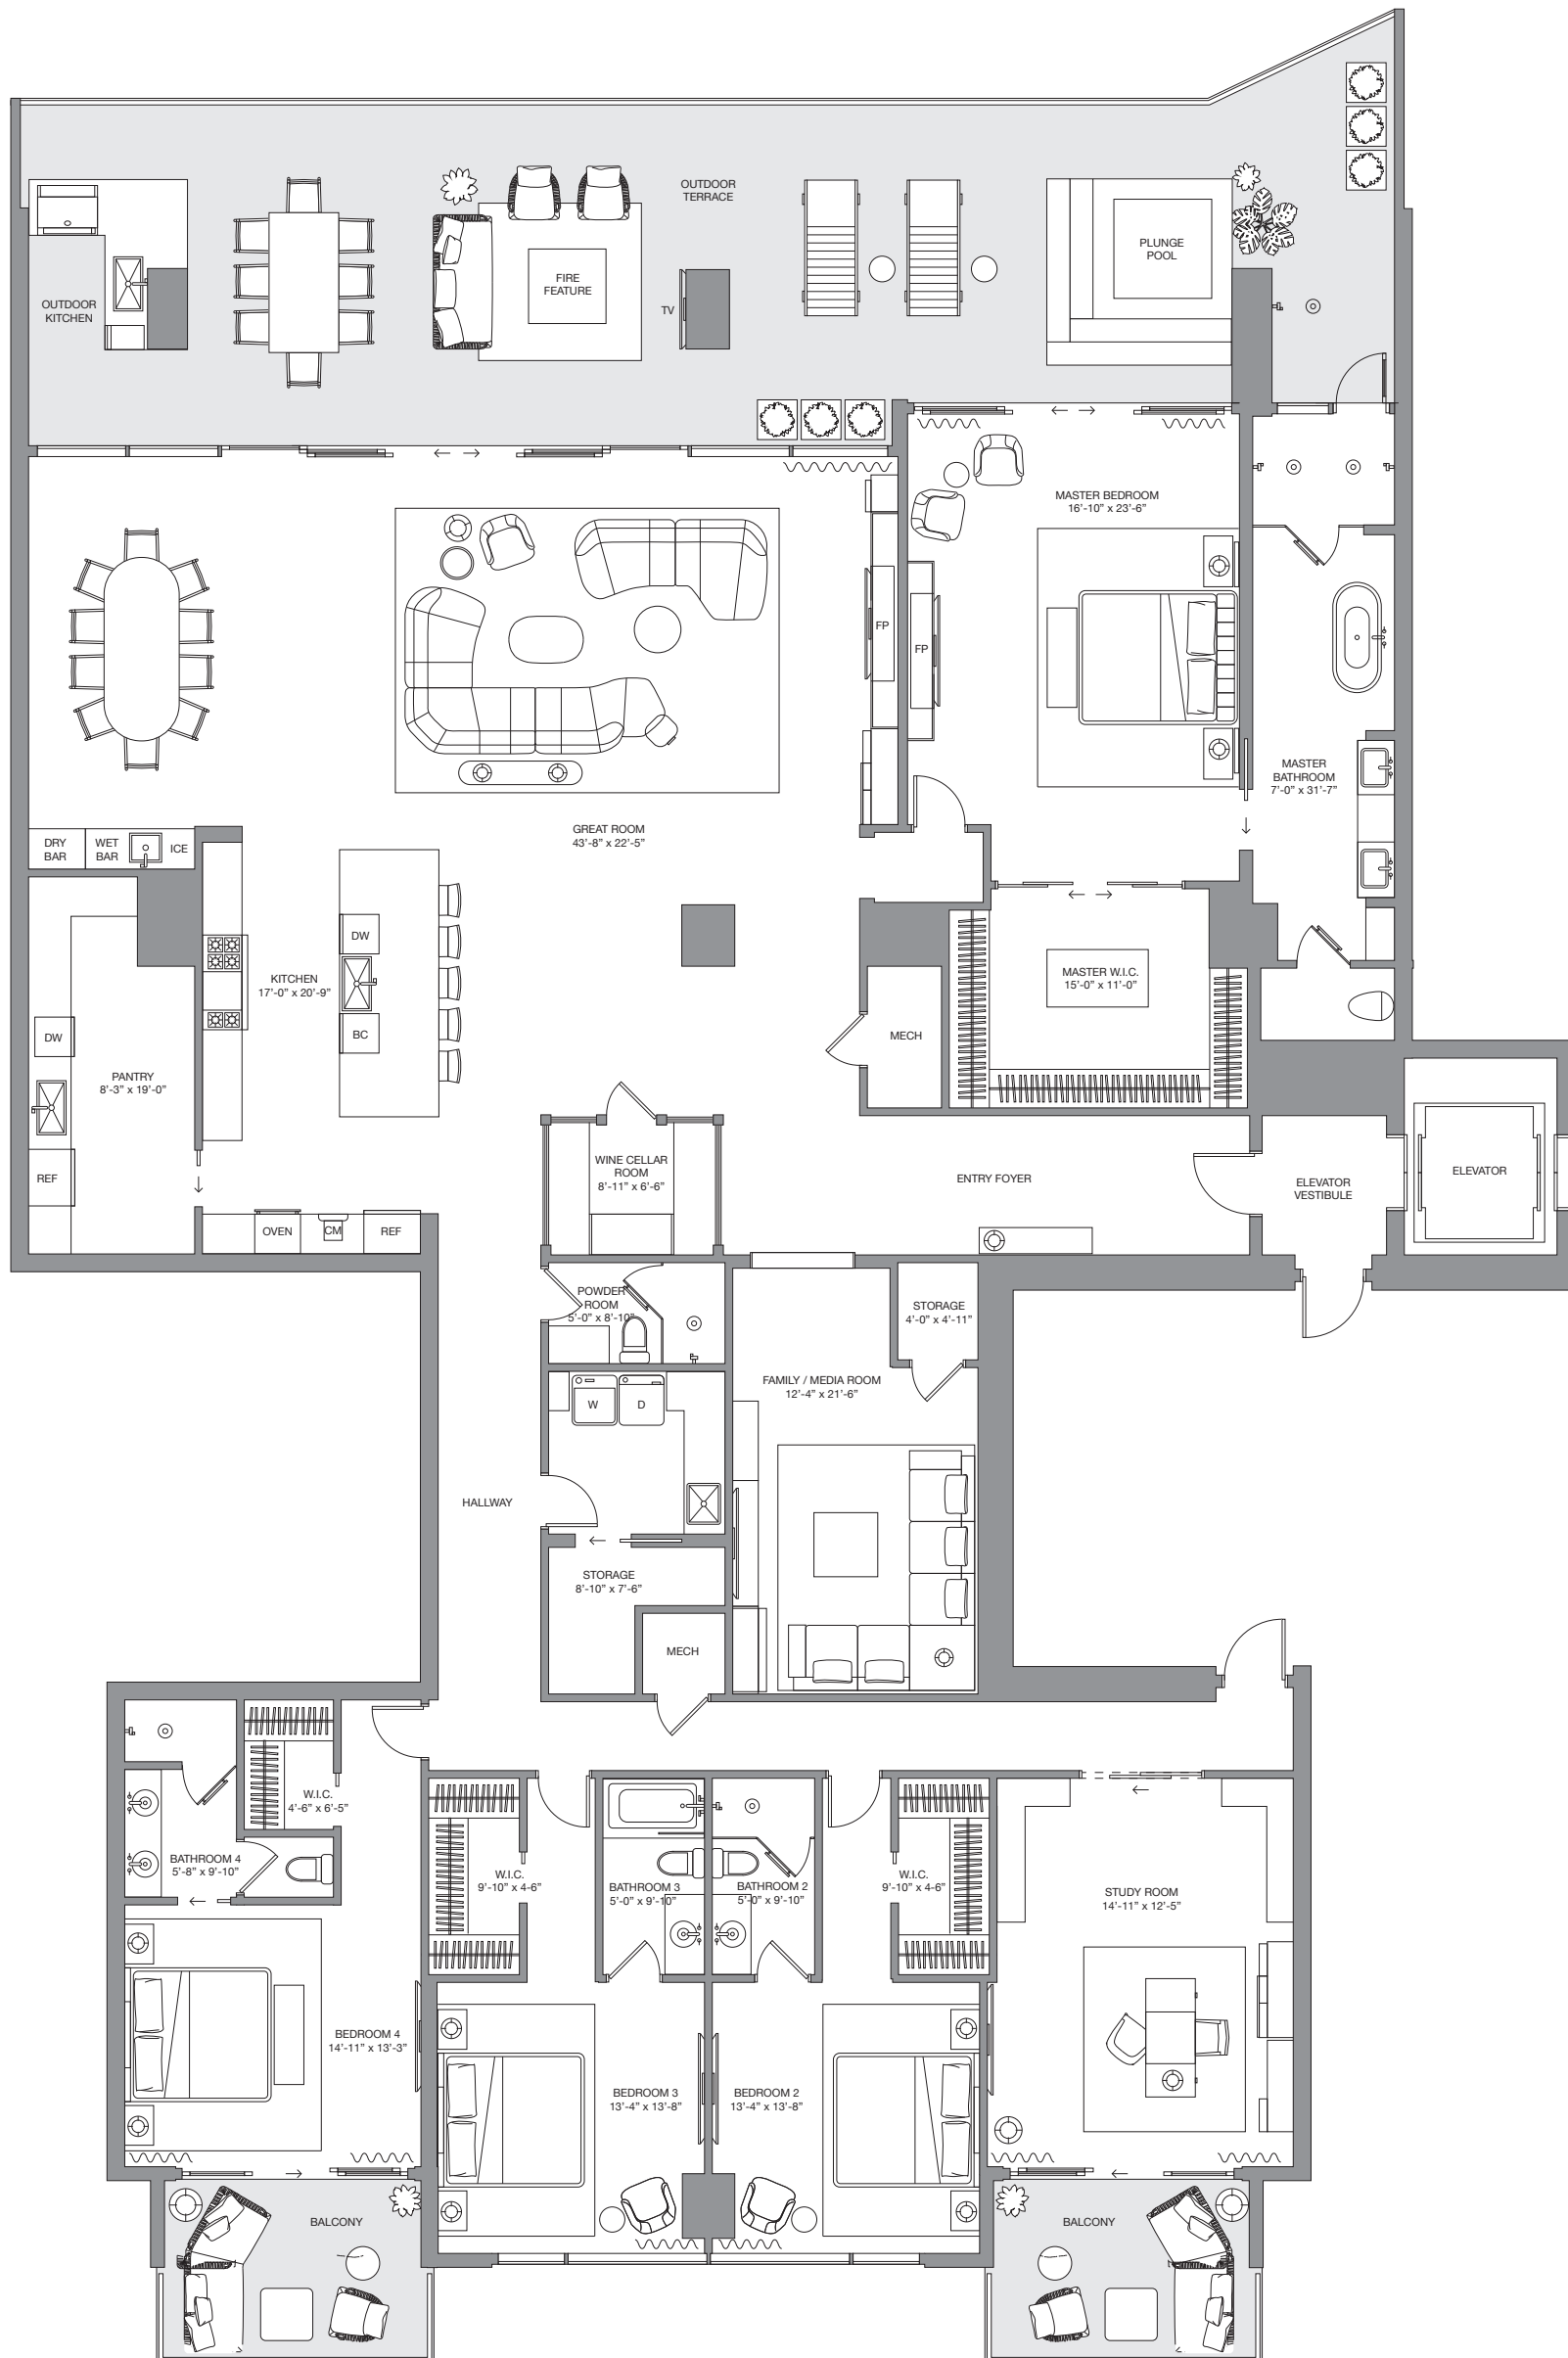 OUTDOOR
TERRACE
PLUNGE
POOL
FIRE
FEATURE
OUTDOOR
KITCHEN
TV
MASTER BEDROOM
16'-10" x 23'-6"
FP
FP
MASTER
BATHROOM
7'-0" x 31'-7"
GREAT ROOM
43'-8" x 22'-5"
DRY
BAR
WET
BAR
ICE
DW
KITCHEN
17'-0" x 20'-9"
MASTER W.I.C.
15'-0" x 11'-0"
DW
BC
MECH
PANTRY
8'-3" x 19'-0"
WINE CELLAR
ROOM
8'-11" x 6'-6"
REF
ENTRY FOYER
ELEVATOR
VESTIBULE
ELEVATOR
OVEN
CM
REF
POWDER
ROOM
5'-0" x 8'-10"
STORAGE
4'-0" x 4'-11"
FAMILY / MEDIA ROOM
12'-4" x 21'-6"
W
D
HALLWAY
STORAGE
8'-10" x 7'-6"
MECH
W.I.C.
4'-6" x 6'-5"
BATHROOM 4
5'-8" x 9'-10"
W.I.C.
9'-10" x 4-6"
BATHROOM 3
5'-0" x 9'-10"
BATHROOM 2
5'-0" x 9'-10"
W.I.C.
9'-10" x 4-6"
STUDY ROOM
14'-11" x 12'-5"
BEDROOM 4
14'-11" x 13'-3"
BEDROOM 3
13'-4" x 13'-8"
BEDROOM 2
13'-4" x 13'-8"
BALCONY
BALCONY